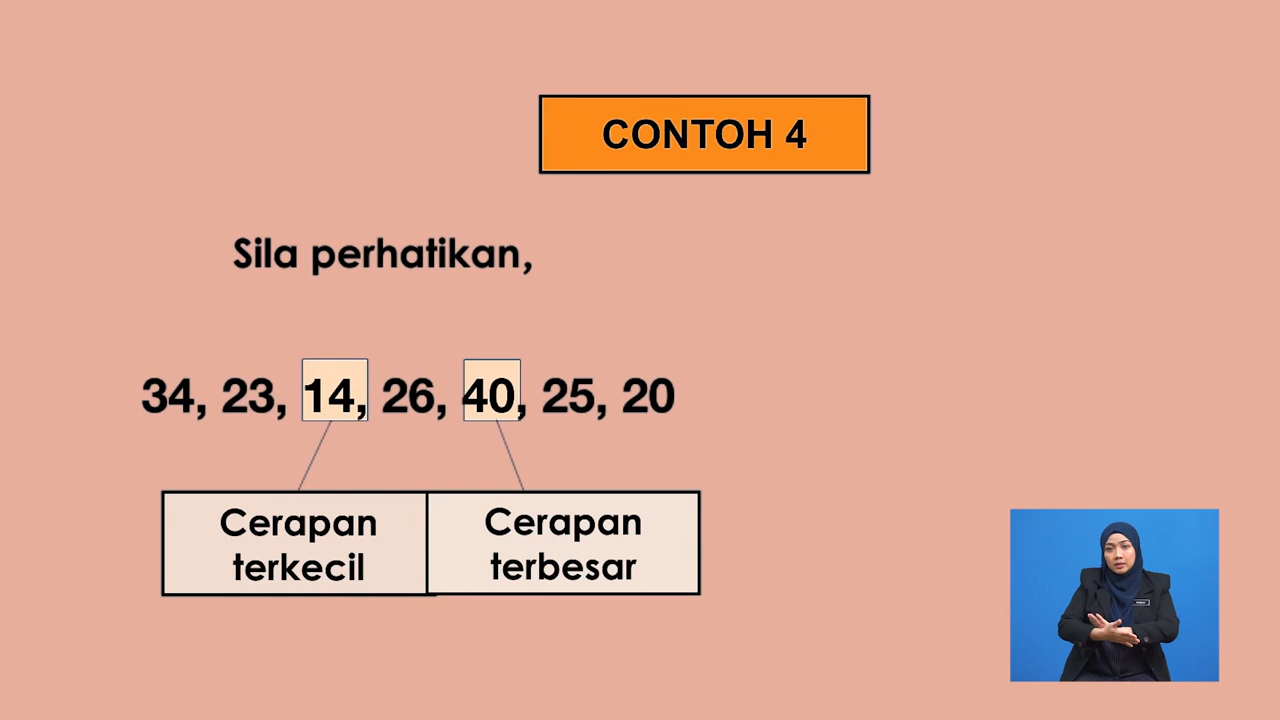 CONTOH 4
Sila perhatikan,
34, 23, 14, 26, 40, 25, 20
Cerapan
terkecil
Cerapan
terbesar